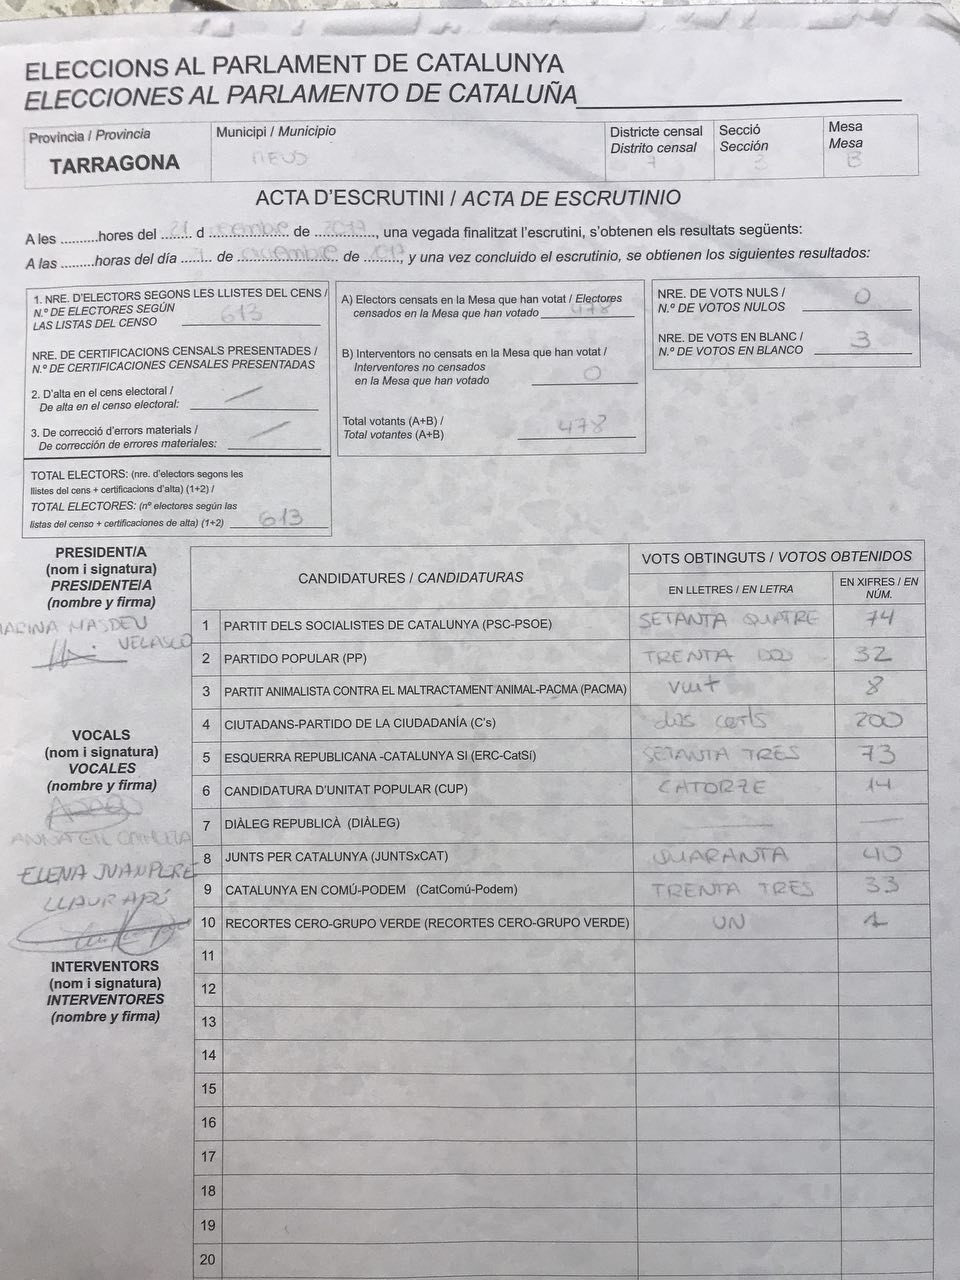 ELECCIONS AL PARLAMENT DE CATALUNYA
ELECCIONES AL PARLAMENTO DE CATALUÑA
Provincia / Provincia
TARRAGONA
Municipi / Municipio
REUS
Districte censal
Distrito censal
7
Secció
Sección
3
Mesa
Mesa
B
ACTA D'ESCRUTINI / ACTA DE ESCRUTINIO
A les .........hores del 21 d desembre de 2017, una vegada finalitzat l'escrutini, s'obtenen els resultats següents:
A las .........horas del día 21 de diciembre de 2017, y una vez concluido el escrutinio, se obtienen los siguientes resultados:
1. NRE. D'ELECTORS SEGONS LES LLISTES DEL CENS /
N.º DE ELECTORES SEGÚN
LAS LISTAS DEL CENSO 613
NRE. DE CERTIFICACIONS CENSALS PRESENTADES /
N.º DE CERTIFICACIONES CENSALES PRESENTADAS
2. D'alta en el cens electoral /
De alta en el censo electoral:
3. De correcció d'errors materials /
De corrección de errores materiales:
TOTAL ELECTORS: (nre. d'electors segons les
llistes del cens + certificacions d'alta) (1+2) /
TOTAL ELECTORES: (nº electores según las
listas del censo + certificaciones de alta) (1+2) 613
A) Electors censats en la Mesa que han votat / Electores
censados en la Mesa que han votado 478
B) Interventors no censats en la Mesa que han votat /
Interventores no censados
en la Mesa que han votado 0
Total votants (A+B) /
Total votantes (A+B) 478
NRE. DE VOTS NULS /
N.º DE VOTOS NULOS 0
NRE. DE VOTS EN BLANC /
N.º DE VOTOS EN BLANCO 3
PRESIDENT/A
(nom i signatura)
PRESIDENTE/A
(nombre y firma)
MARINA MASDEU
VELASCO
VOCALS
(nom i signatura)
VOCALES
(nombre y firma)
ANNA GIL
ELENA JUANPERE
LLAURADÓ
INTERVENTORS
(nom i signatura)
INTERVENTORES
(nombre y firma)
CANDIDATURES / CANDIDATURAS
VOTS OBTINGUTS / VOTOS OBTENIDOS
EN LLETRES / EN LETRA
EN XIFRES / EN NÚM.
1 PARTIT DELS SOCIALISTES DE CATALUNYA (PSC-PSOE) SETANTA QUATRE 74
2 PARTIDO POPULAR (PP) TRENTA DOS 32
3 PARTIT ANIMALISTA CONTRA EL MALTRACTAMENT ANIMAL-PACMA (PACMA) vuit 8
4 CIUTADANS-PARTIDO DE LA CIUDADANÍA (C's) dos cents 200
5 ESQUERRA REPUBLICANA -CATALUNYA SI (ERC-CatSí) SETANTA TRES 73
6 CANDIDATURA D'UNITAT POPULAR (CUP) CATORZE 14
7 DIÀLEG REPUBLICÀ (DIÀLEG)
8 JUNTS PER CATALUNYA (JUNTSxCAT) QUARANTA 40
9 CATALUNYA EN COMÚ-PODEM (CatComú-Podem) TRENTA TRES 33
10 RECORTES CERO-GRUPO VERDE (RECORTES CERO-GRUPO VERDE) UN 1
11
12
13
14
15
16
17
18
19
20